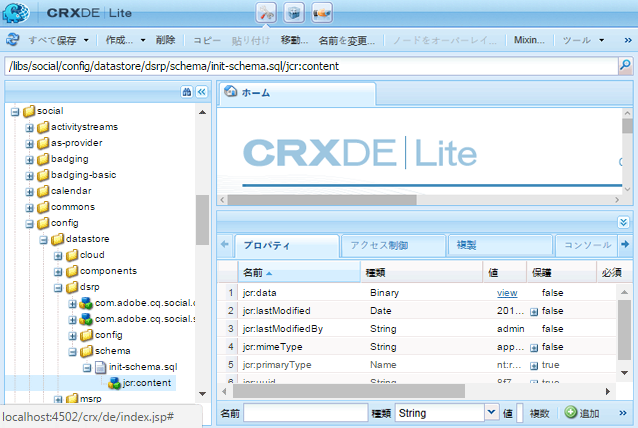 CRXDE | Lite
すべて保存 作成... 削除 コピー 貼り付け 移動... 名前を変更... ノードをオーバーレイ... Mixin... ツール
/libs/social/config/datastore/dsrp/schema/init-schema.sql/jcr:content
social
activitystreams
as-provider
badging
badging-basic
calendar
commons
config
datastore
cloud
components
dsrp
com.adobe.cq.social.
com.adobe.cq.social.
config
schema
init-schema.sql
jcr:content
msrp
localhost:4502/crx/de/index.jsp#
ホーム
CRXDE | Lite
プロパティ アクセス制御 複製 コンソール
名前 種類 値 保護 必須
1 jcr:data Binary view false
2 jcr:lastModified Date 201... false
3 jcr:lastModifiedBy String admin false
4 jcr:mimeType String app... false
5 jcr:primaryType Name nt:r... true
6 jcr:uuid String 8f7... true
名前 種類 String 値 複数 追加